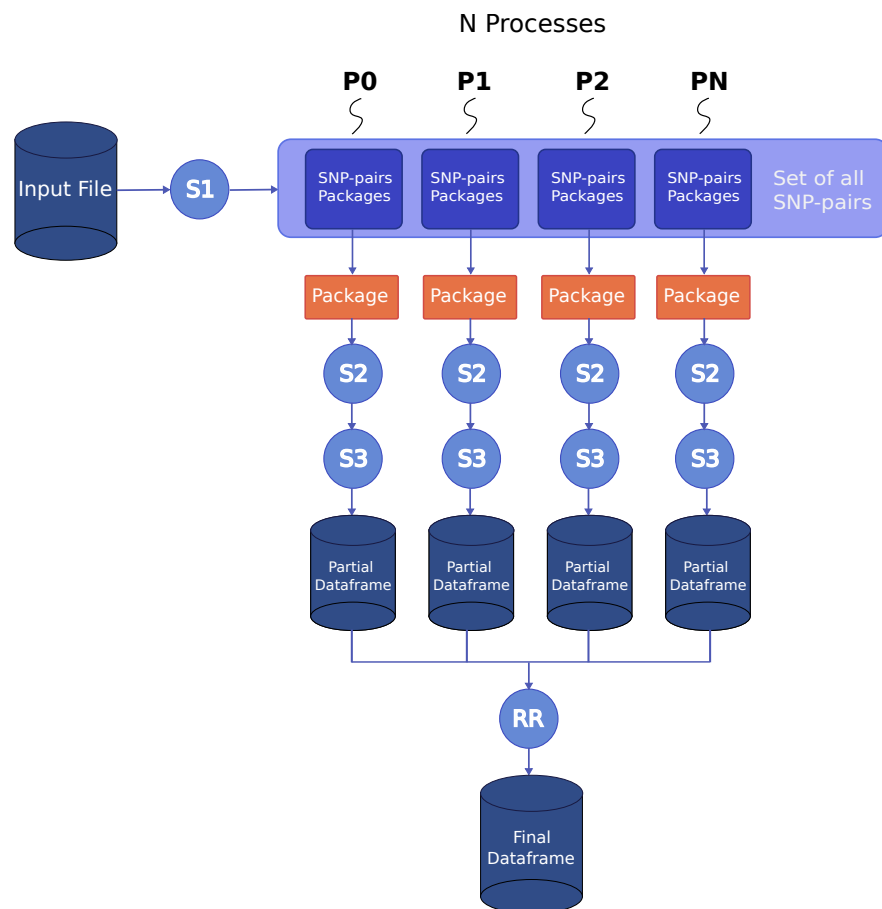 N Processes
P0 P1 P2 PN
Input File
S1
SNP-pairs
Packages
SNP-pairs
Packages
SNP-pairs
Packages
SNP-pairs
Packages
Set of all
SNP-pairs
Package Package Package Package
S2 S2 S2 S2
S3 S3 S3 S3
Partial
Dataframe
Partial
Dataframe
Partial
Dataframe
Partial
Dataframe
RR
Final
Dataframe